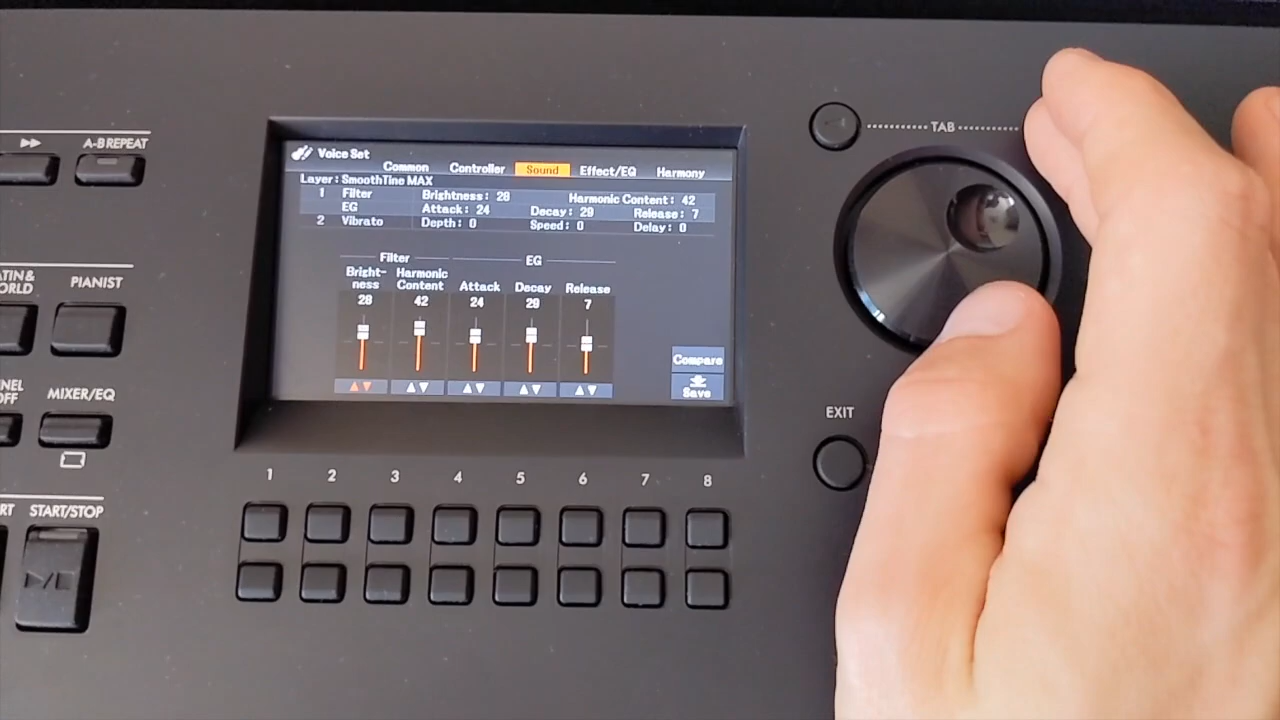 ▶▶ A-B REPEAT
TIN &
ORLD
PIANIST
NEL
OFF
MIXER/EQ
RT
START/STOP
Voice Set
Common Controller Sound Effect/EQ Harmony
Layer: SmoothTine MAX
1 Filter Brightness: 28 Harmonic Content: 42
EG Attack: 24 Decay: 29 Release: 7
2 Vibrato Depth: 0 Speed: 0 Delay: 0
Filter EG
Bright-
ness
Harmonic
Content
Attack Decay Release
28 42 24 29 7
Compare
Save
1 2 3 4 5 6 7 8
TAB
EXIT